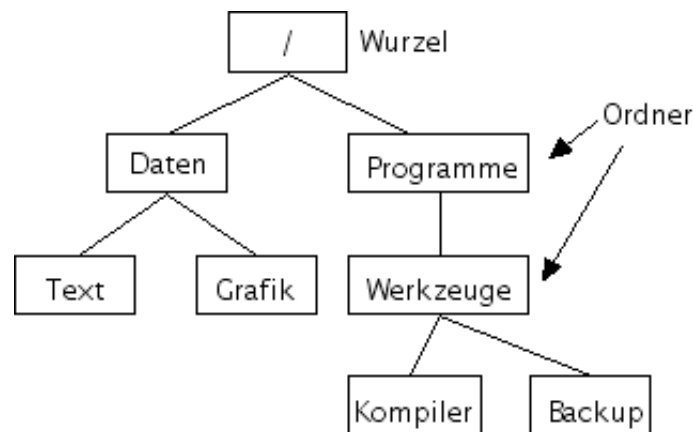 / Wurzel
Ordner
Daten Programme
Text Grafik Werkzeuge
Kompiler Backup